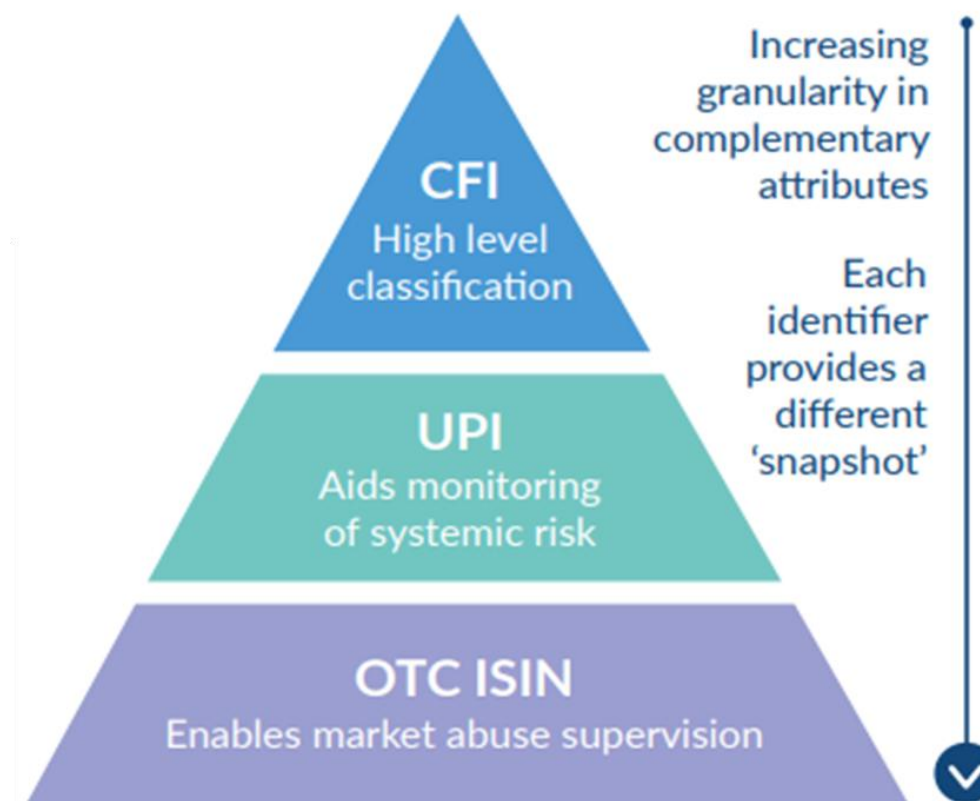 CFI
High level
classification
UPI
Aids monitoring
of systemic risk
OTC ISIN
Enables market abuse supervision
Increasing
granularity in
complementary
attributes
Each
identifier
provides a
different
‘snapshot’